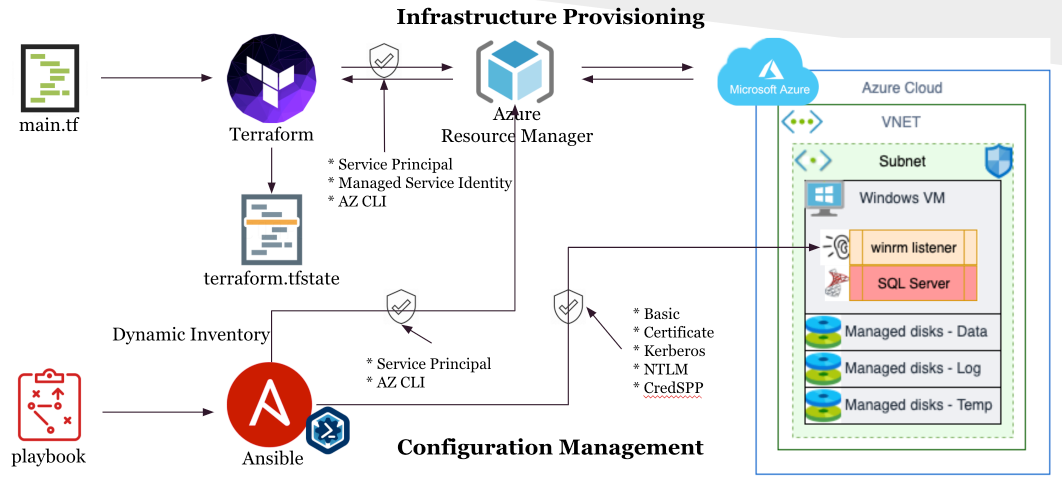 Infrastructure Provisioning
main.tf
Terraform
Azure
Resource Manager
Microsoft Azure
Azure Cloud
VNET
Subnet
Windows VM
winrm listener
SQL Server
Managed disks - Data
Managed disks - Log
Managed disks - Temp
* Service Principal
* Managed Service Identity
* AZ CLI
terraform.tfstate
Dynamic Inventory
* Service Principal
* AZ CLI
* Basic
* Certificate
* Kerberos
* NTLM
* CredSPP
playbook
Ansible
Configuration Management